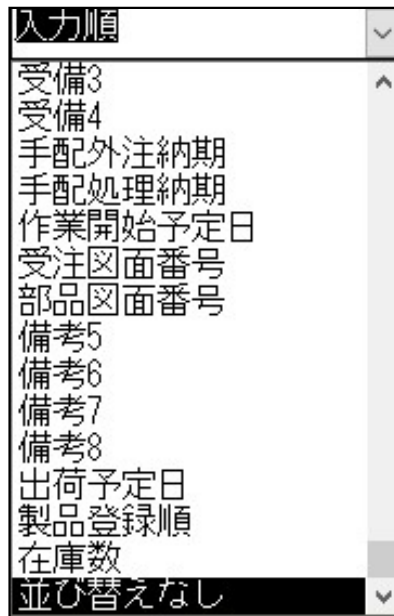 入力順
受備3
受備4
手配外注納期
手配処理納期
作業開始予定日
受注図面番号
部品図面番号
備考5
備考6
備考7
備考8
出荷予定日
製品登録順
在庫数
並び替えなし